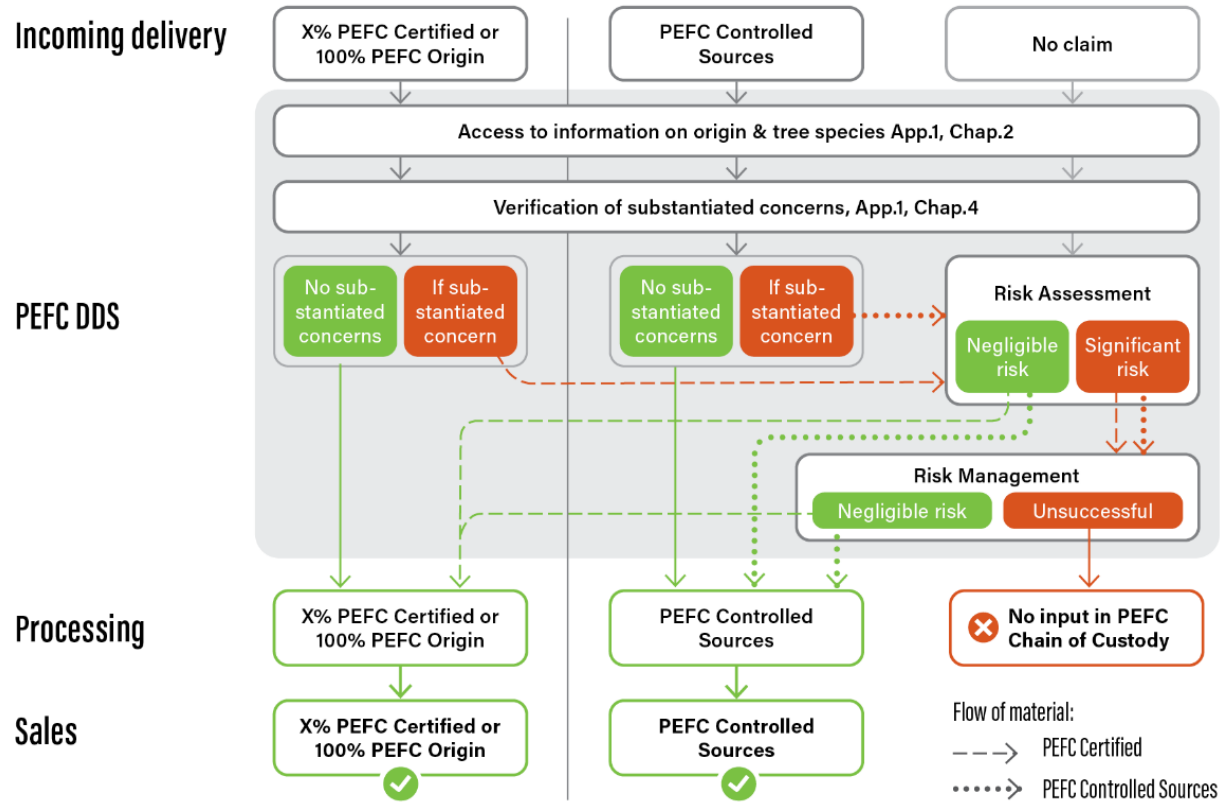 Incoming delivery
X% PEFC Certified or
100% PEFC Origin
PEFC Controlled
Sources
No claim
Access to information on origin & tree species App.1, Chap.2
Verification of substantiated concerns, App.1, Chap.4
PEFC DDS
No sub-
stantiated
concerns
If sub-
stantiated
concern
No sub-
stantiated
concerns
If sub-
stantiated
concern
Risk Assessment
Negligible
risk
Significant
risk
Risk Management
Negligible risk
Unsuccessful
Processing
X% PEFC Certified or
100% PEFC Origin
PEFC Controlled
Sources
No input in PEFC
Chain of Custody
Sales
X% PEFC Certified or
100% PEFC Origin
PEFC Controlled
Sources
Flow of material:
PEFC Certified
PEFC Controlled Sources